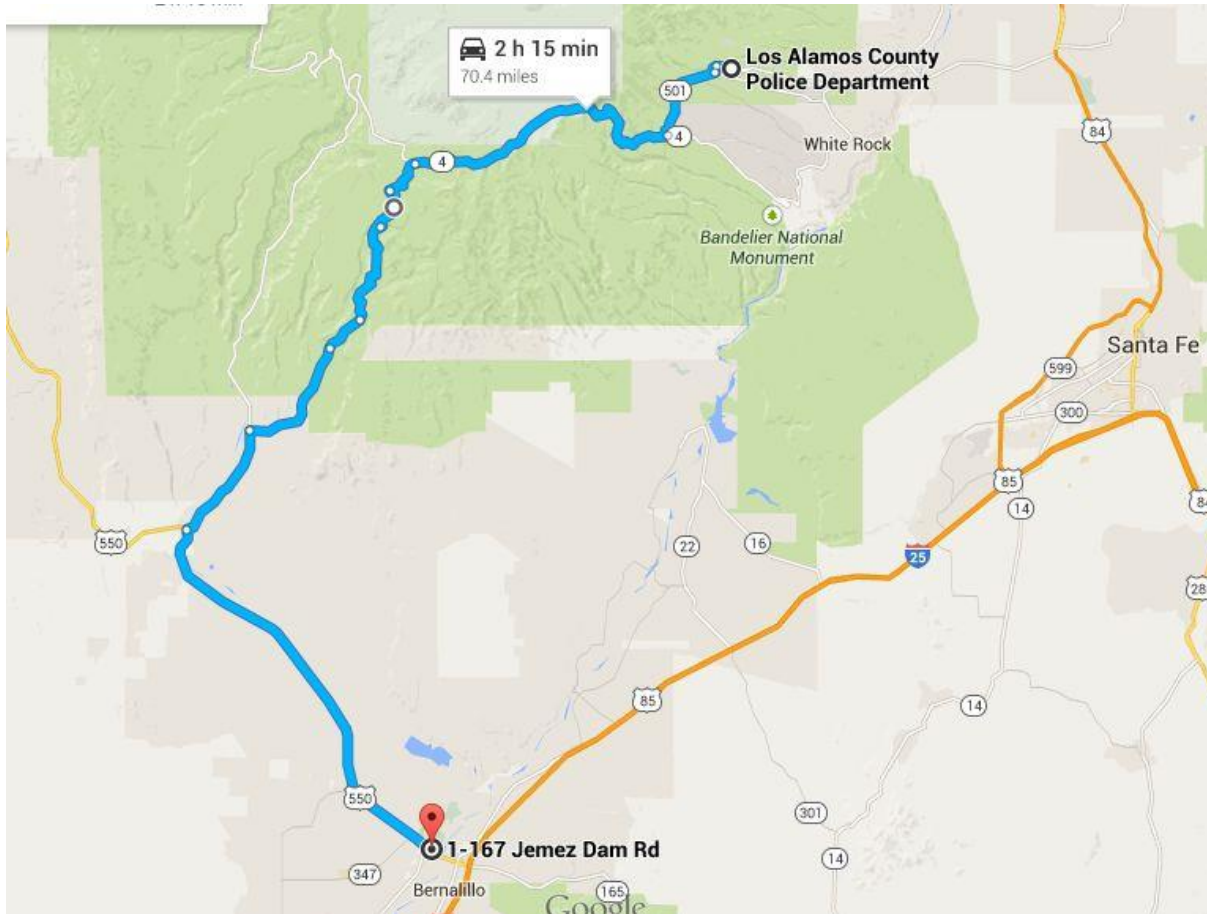 2 h 15 min
70.4 miles
Los Alamos County
Police Department
501
4
White Rock
84
4
Bandelier National
Monument
Santa Fe
599
300
85
14
84
550
22
16
25
28
85
14
550
301
14
1-167 Jemez Dam Rd
347
Bernalillo
165
Google